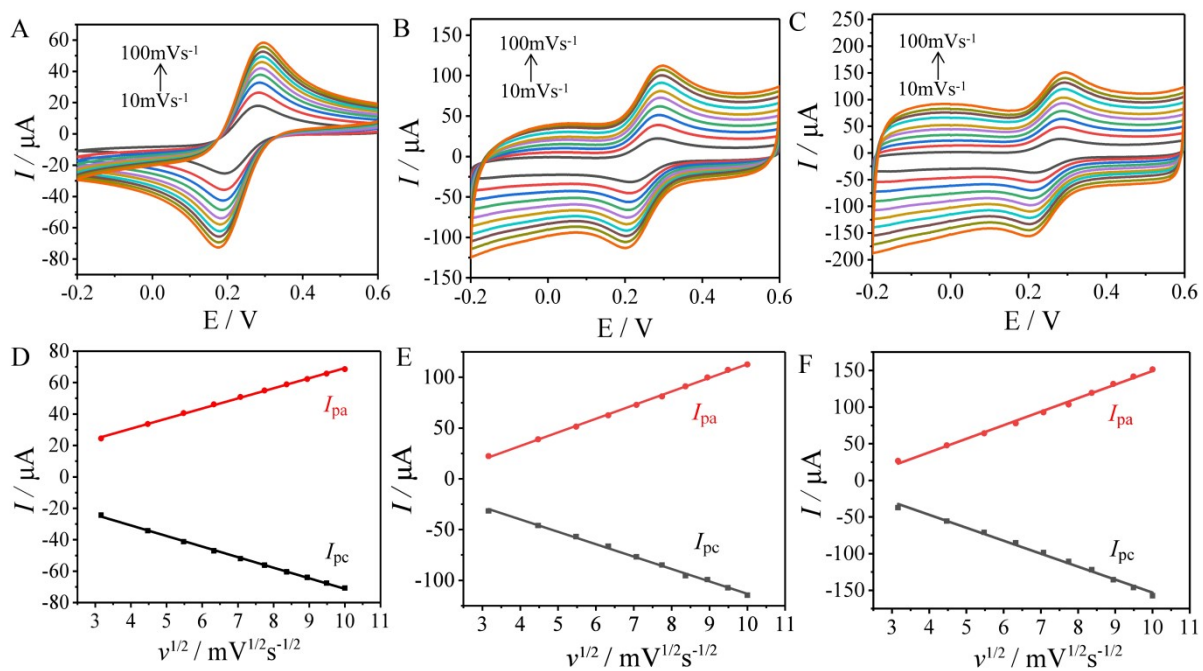 A
100mVs⁻¹
10mVs⁻¹
I / μA
60
40
20
0
-20
-40
-60
-80
-0.2
0.0
0.2
0.4
0.6
E / V
B
100mVs⁻¹
10mVs⁻¹
I / μA
150
100
50
0
-50
-100
-150
-0.2
0.0
0.2
0.4
0.6
E / V
C
100mVs⁻¹
10mVs⁻¹
I / μA
250
200
150
100
50
0
-50
-100
-150
-200
-0.2
0.0
0.2
0.4
0.6
E / V
D
I / μA
80
60
40
20
0
-20
-40
-60
-80
Ipa
Ipc
3 4 5 6 7 8 9 10 11
v¹/² / mV¹/²s⁻¹/²
E
I / μA
100
50
0
-50
-100
Ipa
Ipc
3 4 5 6 7 8 9 10 11
v¹/² / mV¹/²s⁻¹/²
F
I / μA
150
100
50
0
-50
-100
-150
Ipa
Ipc
3 4 5 6 7 8 9 10 11
v¹/² / mV¹/²s⁻¹/²